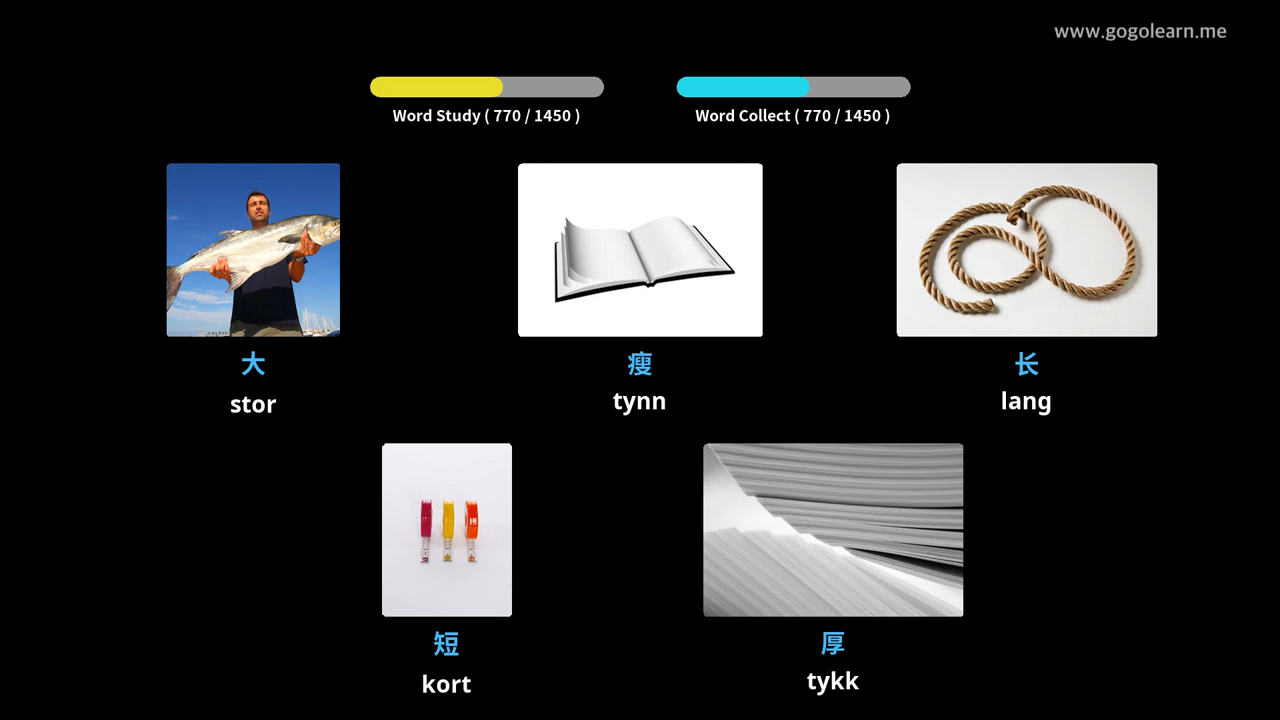 www.gogolearn.me
Word Study ( 770 / 1450 )
Word Collect ( 770 / 1450 )
大
stor
瘦
tynn
长
lang
短
kort
厚
tykk